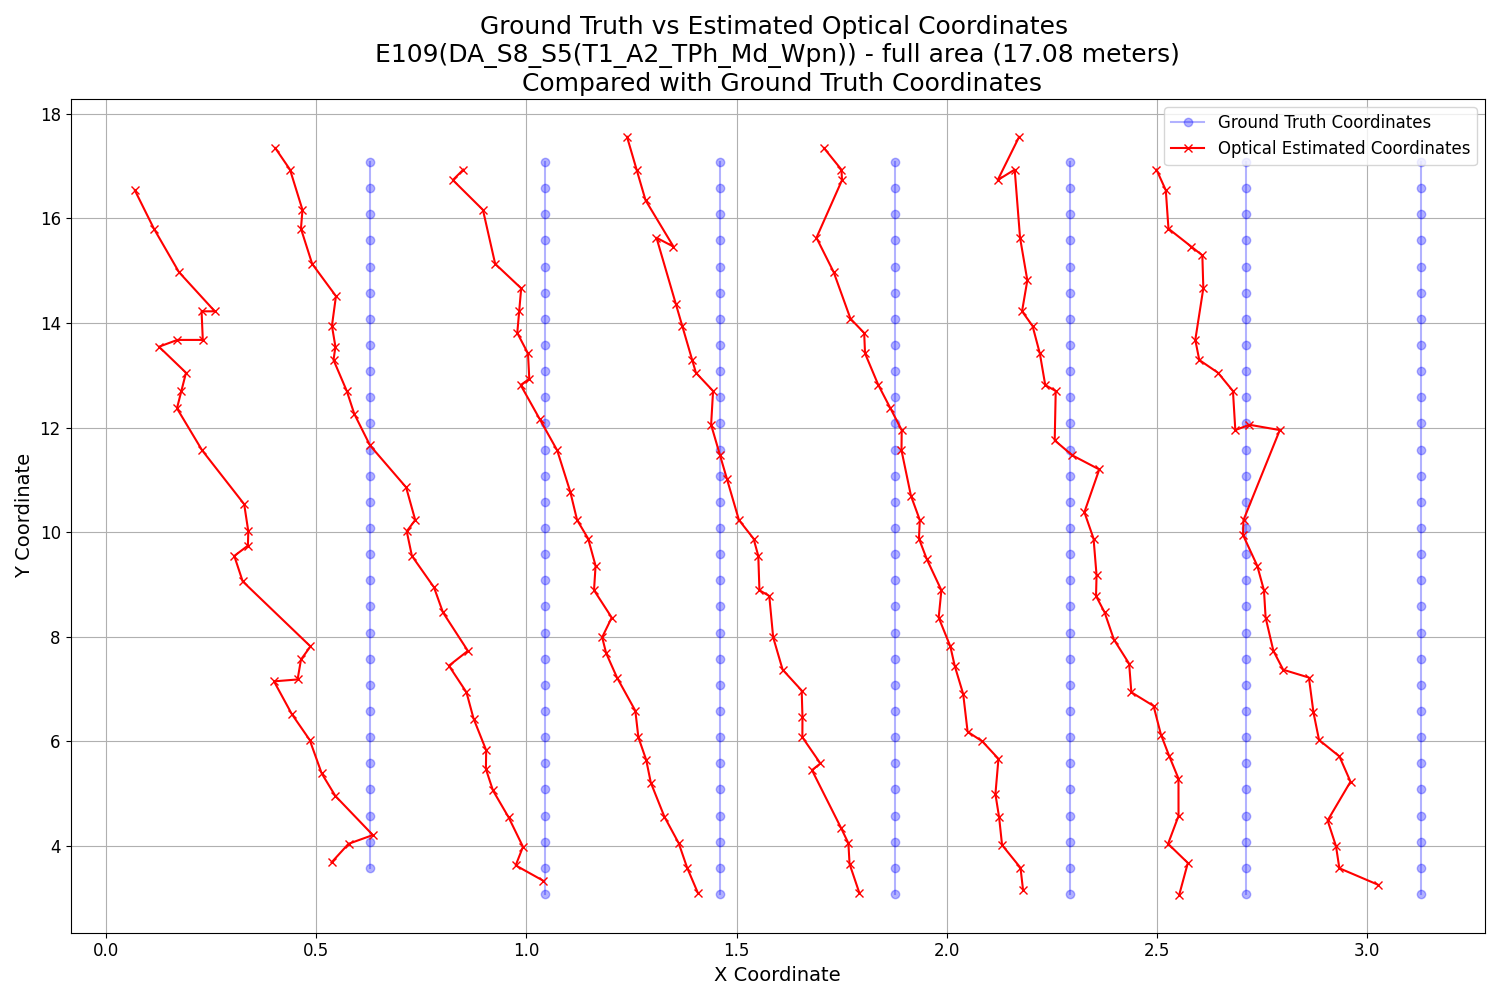 Ground Truth vs Estimated Optical Coordinates
E109(DA_S8_S5(T1_A2_TPh_Md_Wpn)) - full area (17.08 meters)
Compared with Ground Truth Coordinates
Ground Truth Coordinates
Optical Estimated Coordinates
Y Coordinate
18
16
14
12
10
8
6
4
0.0 0.5 1.0 1.5 2.0 2.5 3.0
X Coordinate